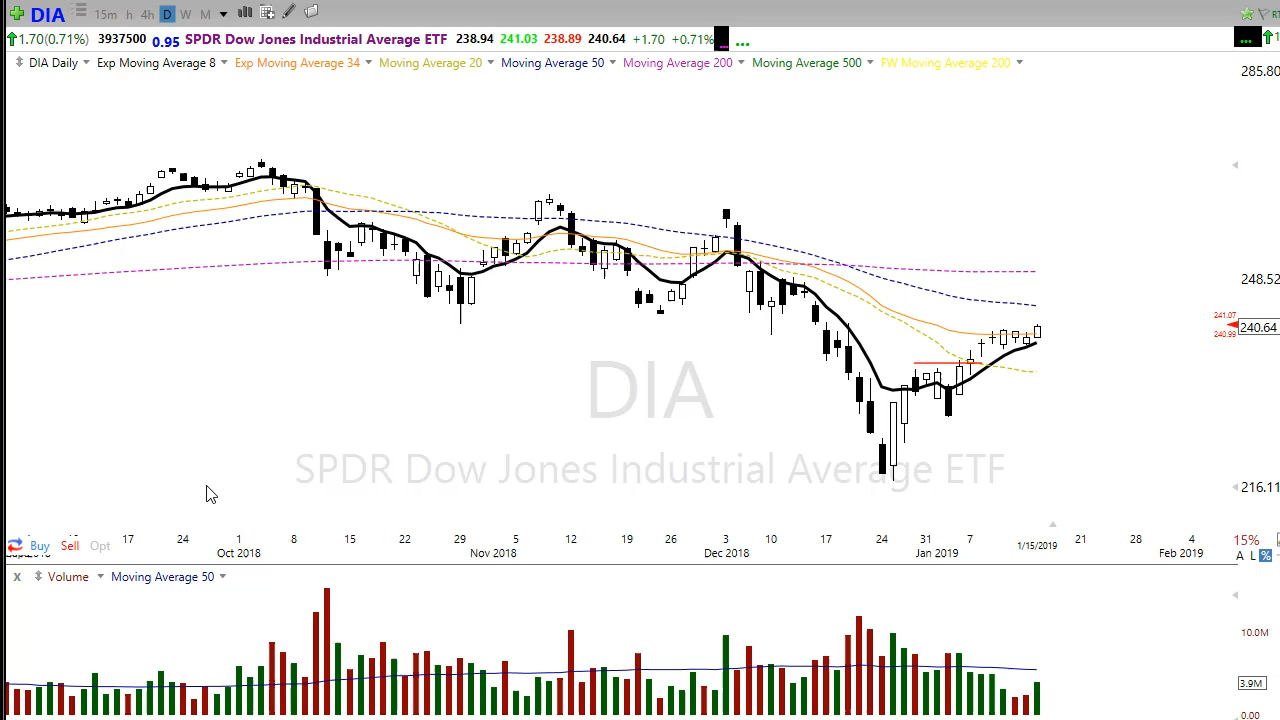 DIA 15m h 4h D W M
1.70(0.71%) 3937500 0.95 SPDR Dow Jones Industrial Average ETF 238.94 241.03 238.89 240.64 +1.70 +0.71% ... ...
DIA Daily Exp Moving Average 8 Exp Moving Average 34 Moving Average 20 Moving Average 50 Moving Average 200 Moving Average 500 FW Moving Average 200
285.80
248.52
241.07
240.64
240.99
DIA
SPDR Dow Jones Industrial Average ETF
216.11
17 24 1 8 15 22 29 5 12 19 26 3 10 17 24 31 7 1/15/2019 21 28 4
Buy Sell Opt
Oct 2018 Nov 2018 Dec 2018 Jan 2019 Feb 2019
15%
A L %
x Volume Moving Average 50
10.0M
3.9M
0.00